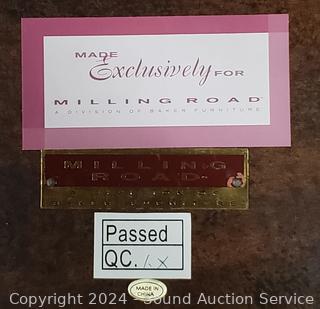 MADE
Exclusively FOR
MILLING ROAD
A DIVISION OF BAKER FURNITURE
MILLING
ROAD
Passed
QC.
MADE IN
CHINA
Copyright © 2024 - Sound Auction Service